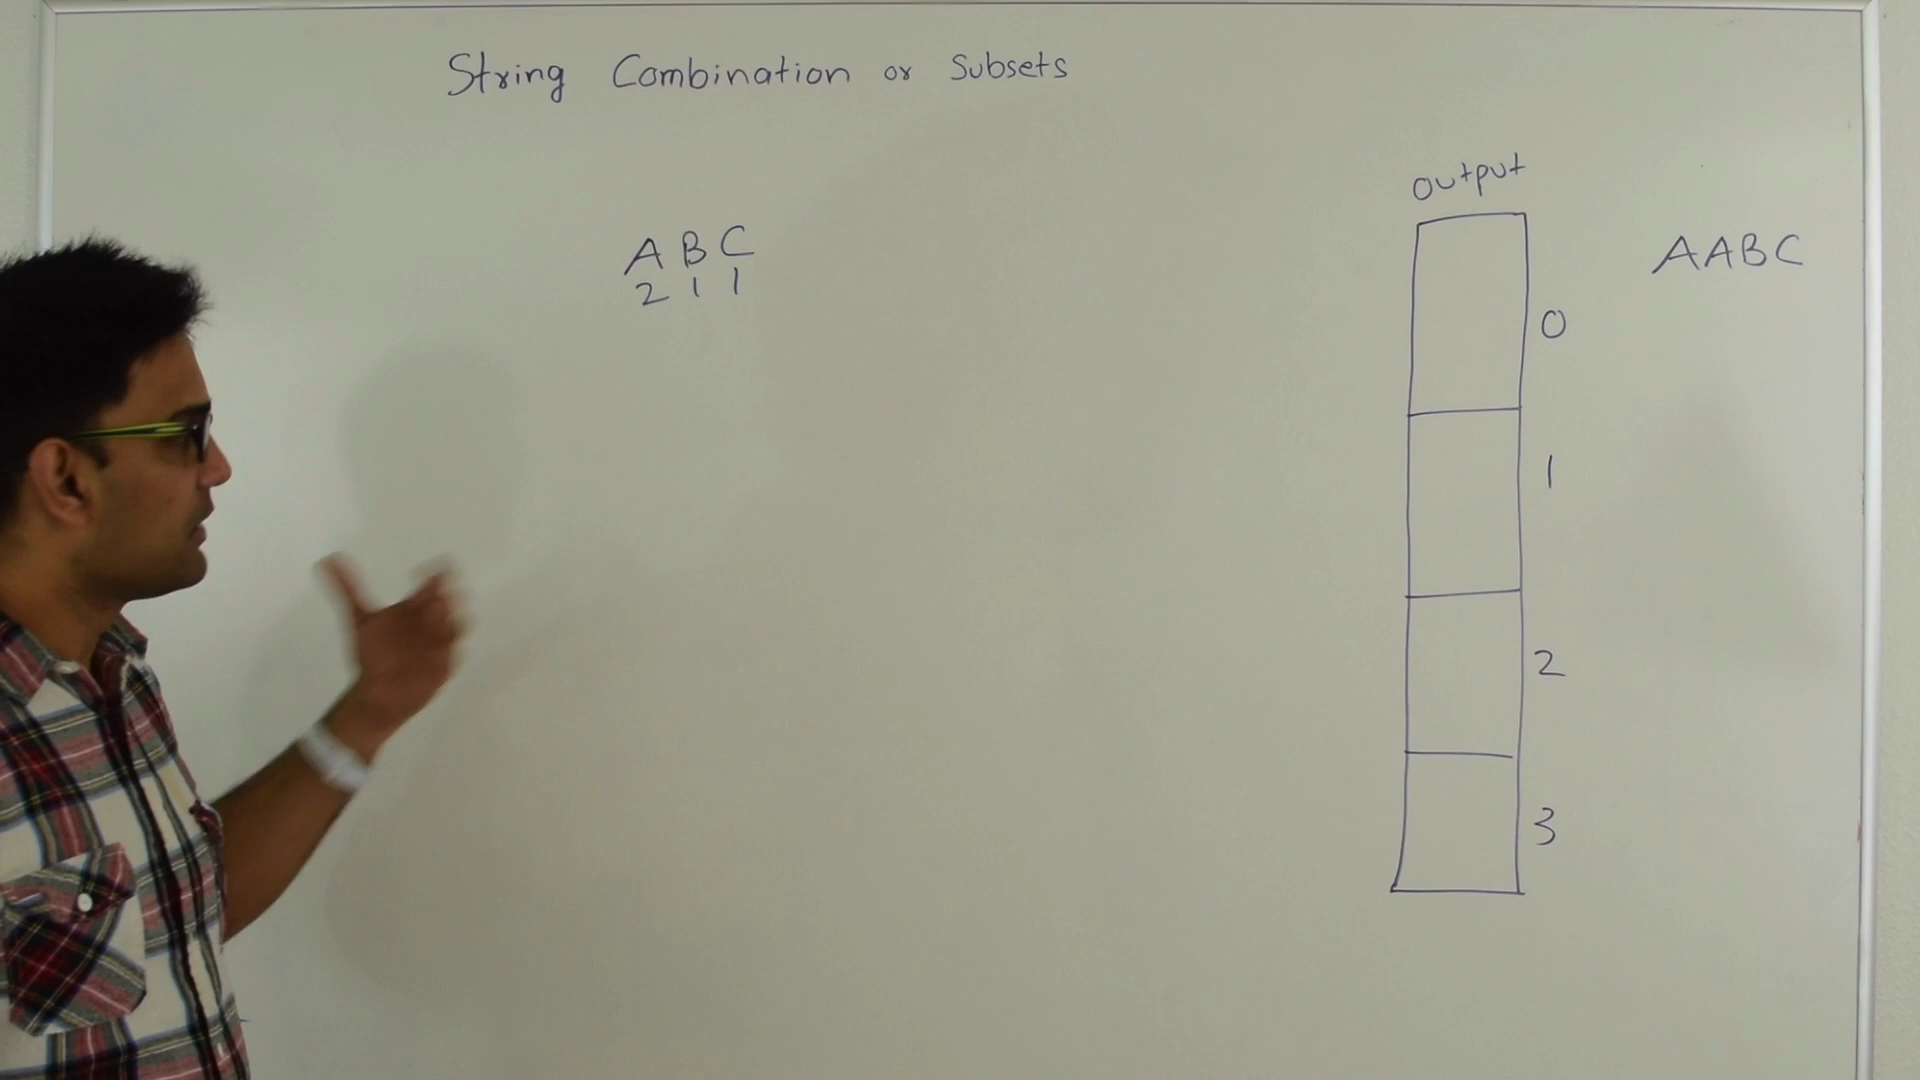 String Combination or Subsets
output
A B C
2 1 1
AABC
0
1
2
3